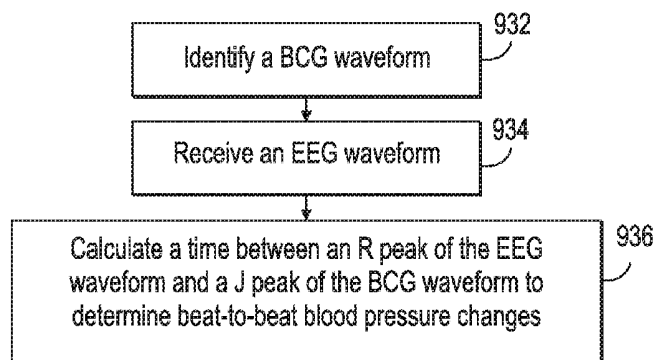 932
Identify a BCG waveform
934
Receive an EEG waveform
936
Calculate a time between an R peak of the EEG
waveform and a J peak of the BCG waveform to
determine beat-to-beat blood pressure changes